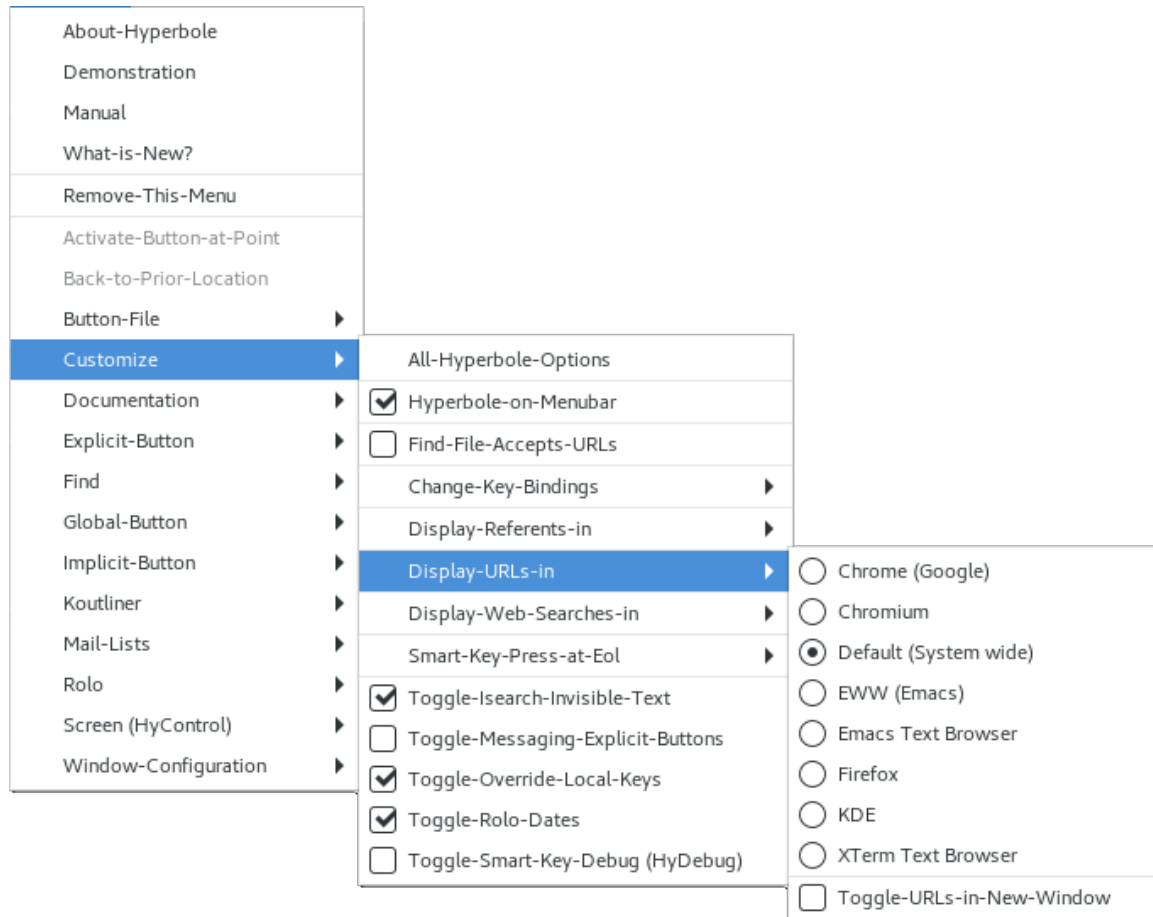 About-Hyperbole
Demonstration
Manual
What-is-New?
Remove-This-Menu
Activate-Button-at-Point
Back-to-Prior-Location
Button-File
Customize
Documentation
Explicit-Button
Find
Global-Button
Implicit-Button
Koutliner
Mail-Lists
Rolo
Screen (HyControl)
Window-Configuration
All-Hyperbole-Options
Hyperbole-on-Menubar
Find-File-Accepts-URLs
Change-Key-Bindings
Display-Referents-in
Display-URLs-in
Display-Web-Searches-in
Smart-Key-Press-at-Eol
Toggle-Isearch-Invisible-Text
Toggle-Messaging-Explicit-Buttons
Toggle-Override-Local-Keys
Toggle-Rolo-Dates
Toggle-Smart-Key-Debug (HyDebug)
Chrome (Google)
Chromium
Default (System wide)
EWW (Emacs)
Emacs Text Browser
Firefox
KDE
XTerm Text Browser
Toggle-URLs-in-New-Window